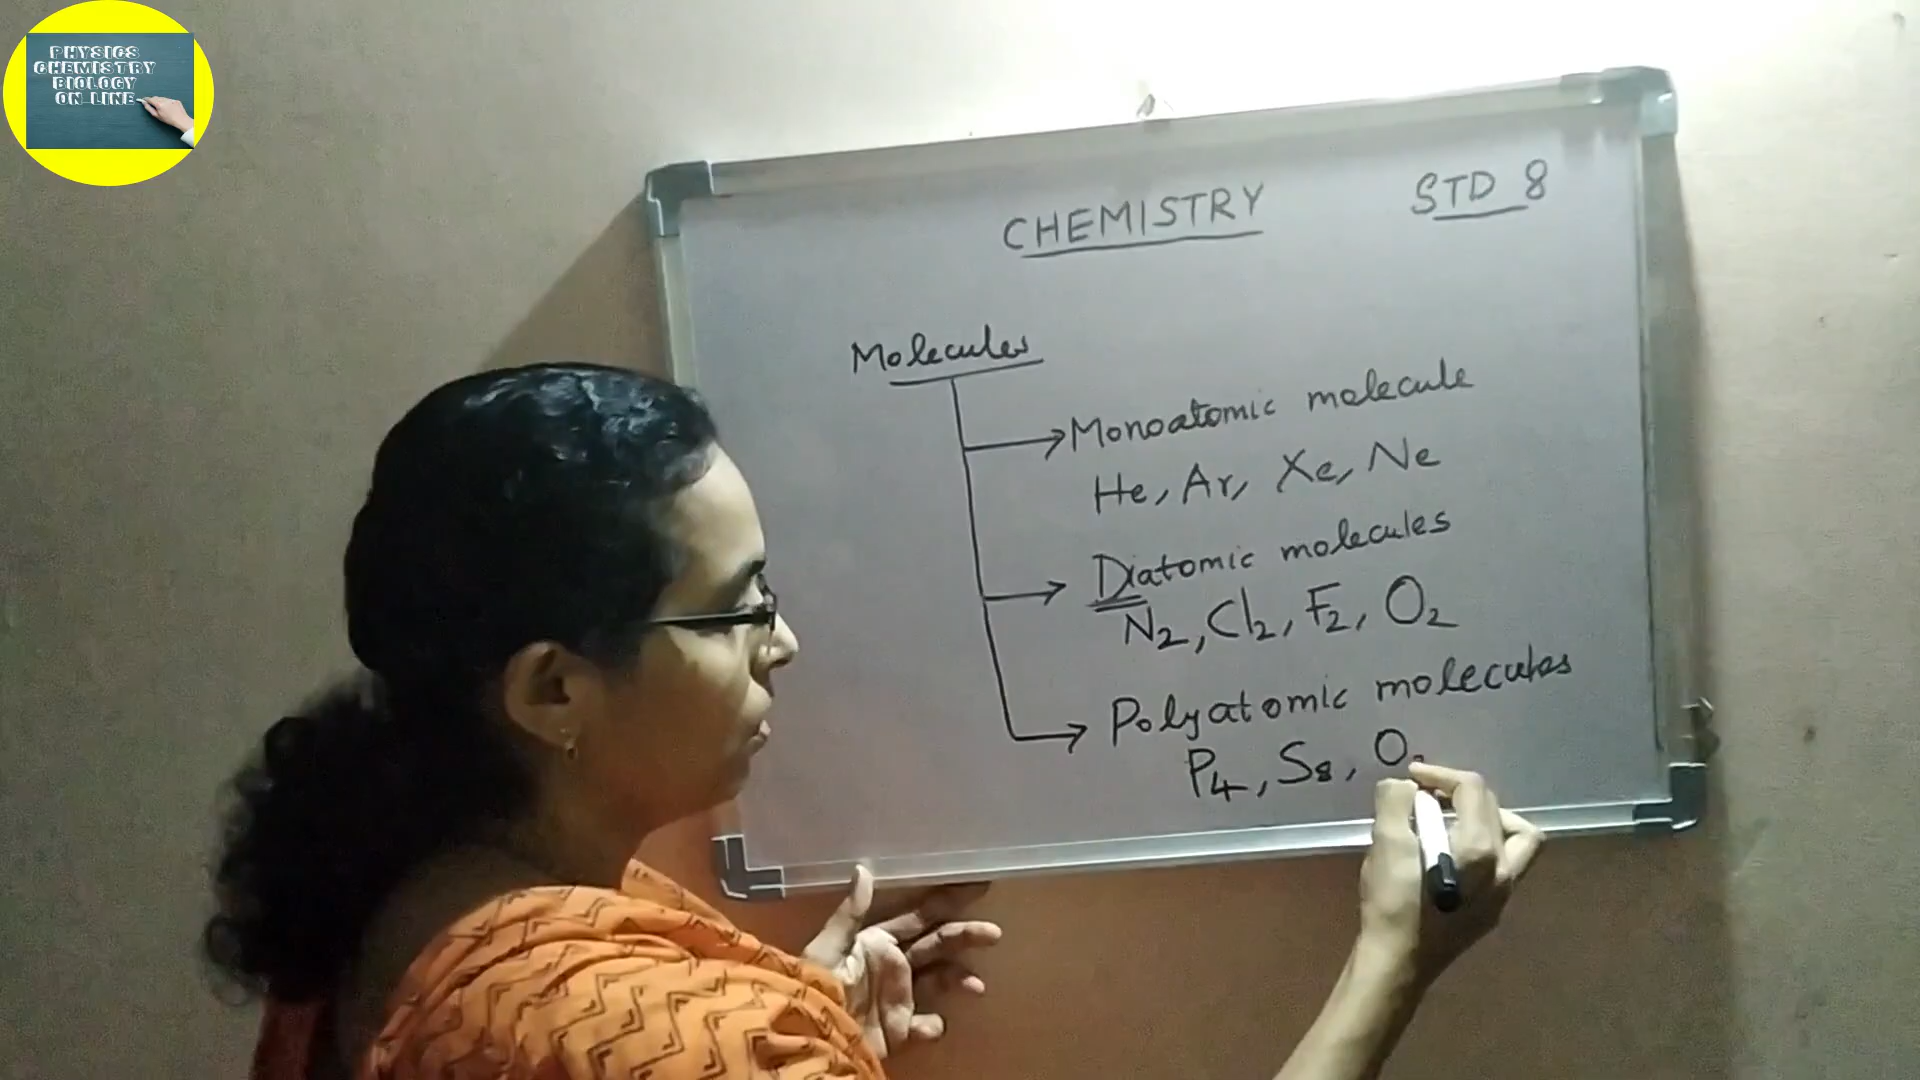 PHYSICS
CHEMISTRY
BIOLOGY
ON LINE
CHEMISTRY STD 8
Molecules
Monoatomic molecule
He, Ar, Xe, Ne
Diatomic molecules
N2, Cl2, F2, O2
Polyatomic molecules
P4, S8, O